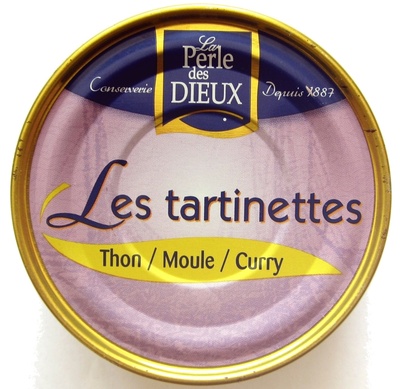 La
Perle
des
DIEUX
Conserverie Depuis 1887
Les tartinettes
Thon / Moule / Curry